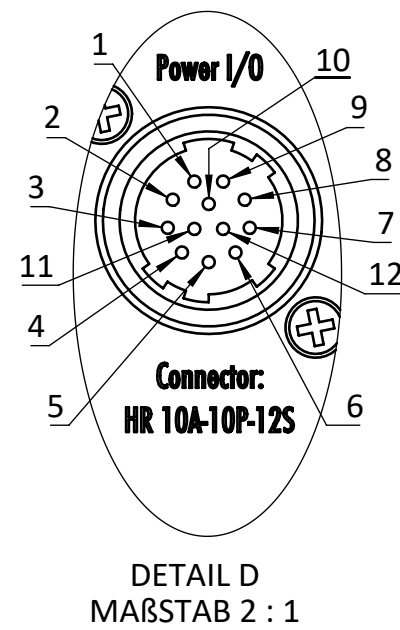 1
Power I/O
10
2
9
3
8
11
7
4
12
5
Connector:
6
HR 10A-10P-12S
DETAIL D
MAßSTAB 2 : 1